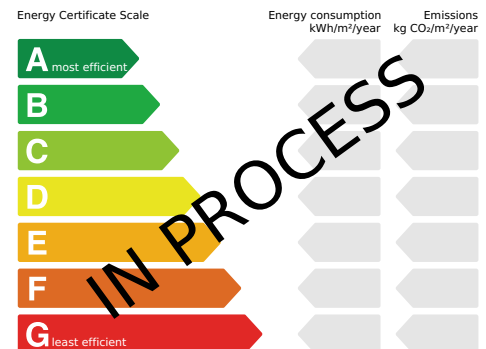 Energy Certificate Scale
Energy consumption
kWh/m²/year
Emissions
kg CO₂/m²/year
A most efficient
B
C
D
E
F
G least efficient
IN PROCESS